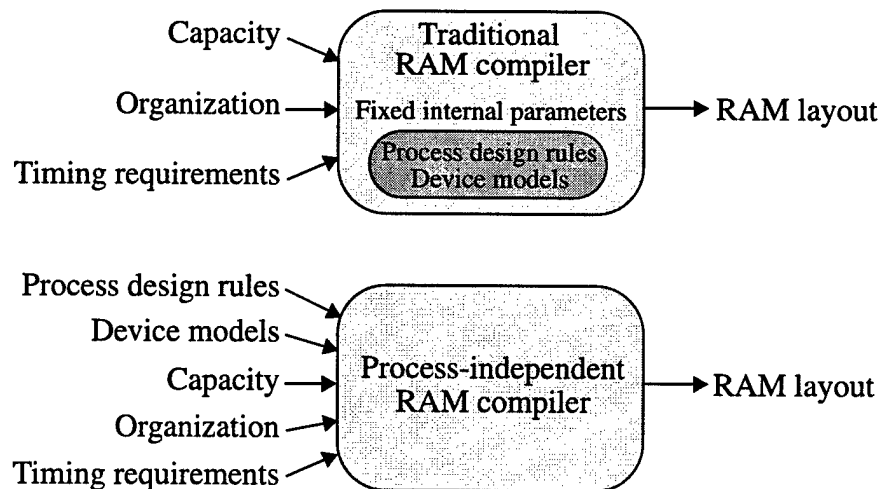 Capacity
Organization
Timing requirements
Traditional
RAM compiler
Fixed internal parameters
Process design rules
Device models
RAM layout
Process design rules
Device models
Capacity
Organization
Timing requirements
Process-independent
RAM compiler
RAM layout